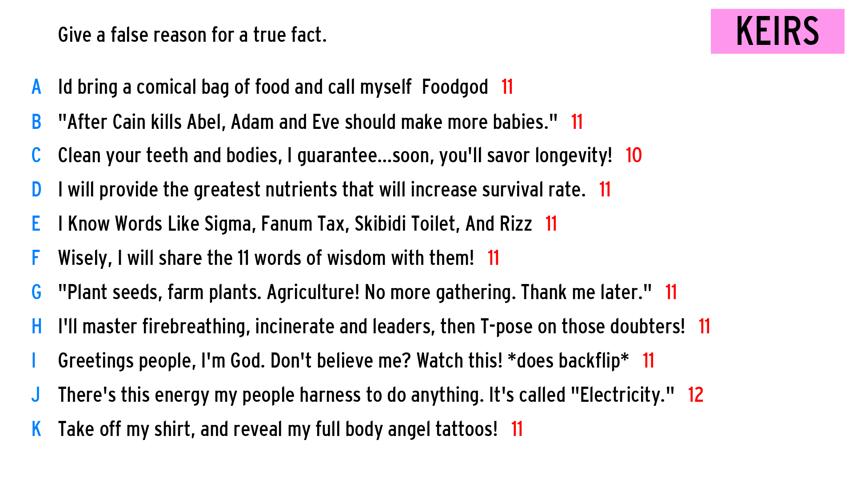 Give a false reason for a true fact.
KEIRS
A Id bring a comical bag of food and call myself Foodgod 11
B "After Cain kills Abel, Adam and Eve should make more babies." 11
C Clean your teeth and bodies, I guarantee...soon, you'll savor longevity! 10
D I will provide the greatest nutrients that will increase survival rate. 11
E I Know Words Like Sigma, Fanum Tax, Skibidi Toilet, And Rizz 11
F Wisely, I will share the 11 words of wisdom with them! 11
G "Plant seeds, farm plants. Agriculture! No more gathering. Thank me later." 11
H I'll master firebreathing, incinerate and leaders, then T-pose on those doubters! 11
I Greetings people, I'm God. Don't believe me? Watch this! *does backflip* 11
J There's this energy my people harness to do anything. It's called "Electricity." 12
K Take off my shirt, and reveal my full body angel tattoos! 11